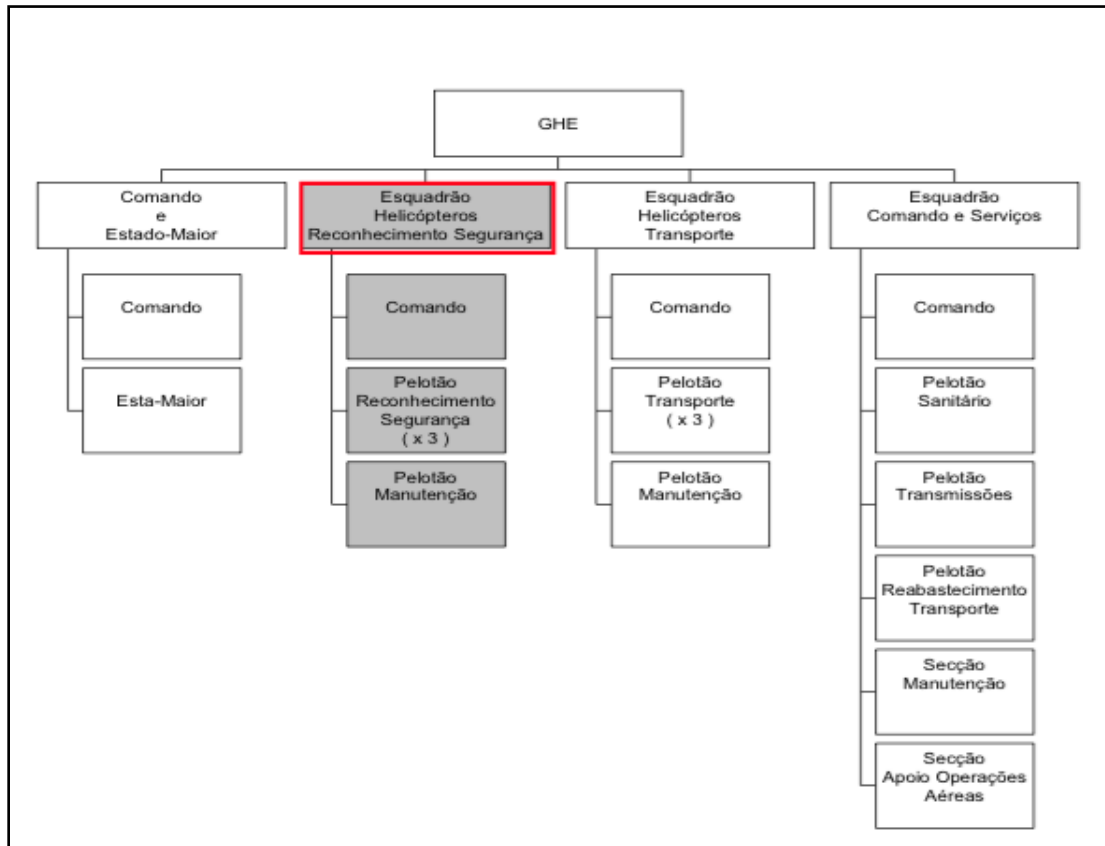 GHE
Comando
e
Estado-Maior
Esquadrão
Helicópteros
Reconhecimento Segurança
Esquadrão
Helicópteros
Transporte
Esquadrão
Comando e Serviços
Comando
Esta-Maior
Comando
Pelotão
Reconhecimento
Segurança
( x 3 )
Pelotão
Manutenção
Comando
Pelotão
Transporte
( x 3 )
Pelotão
Manutenção
Comando
Pelotão
Sanitário
Pelotão
Transmissões
Pelotão
Reabastecimento
Transporte
Secção
Manutenção
Secção
Apoio Operações
Aéreas